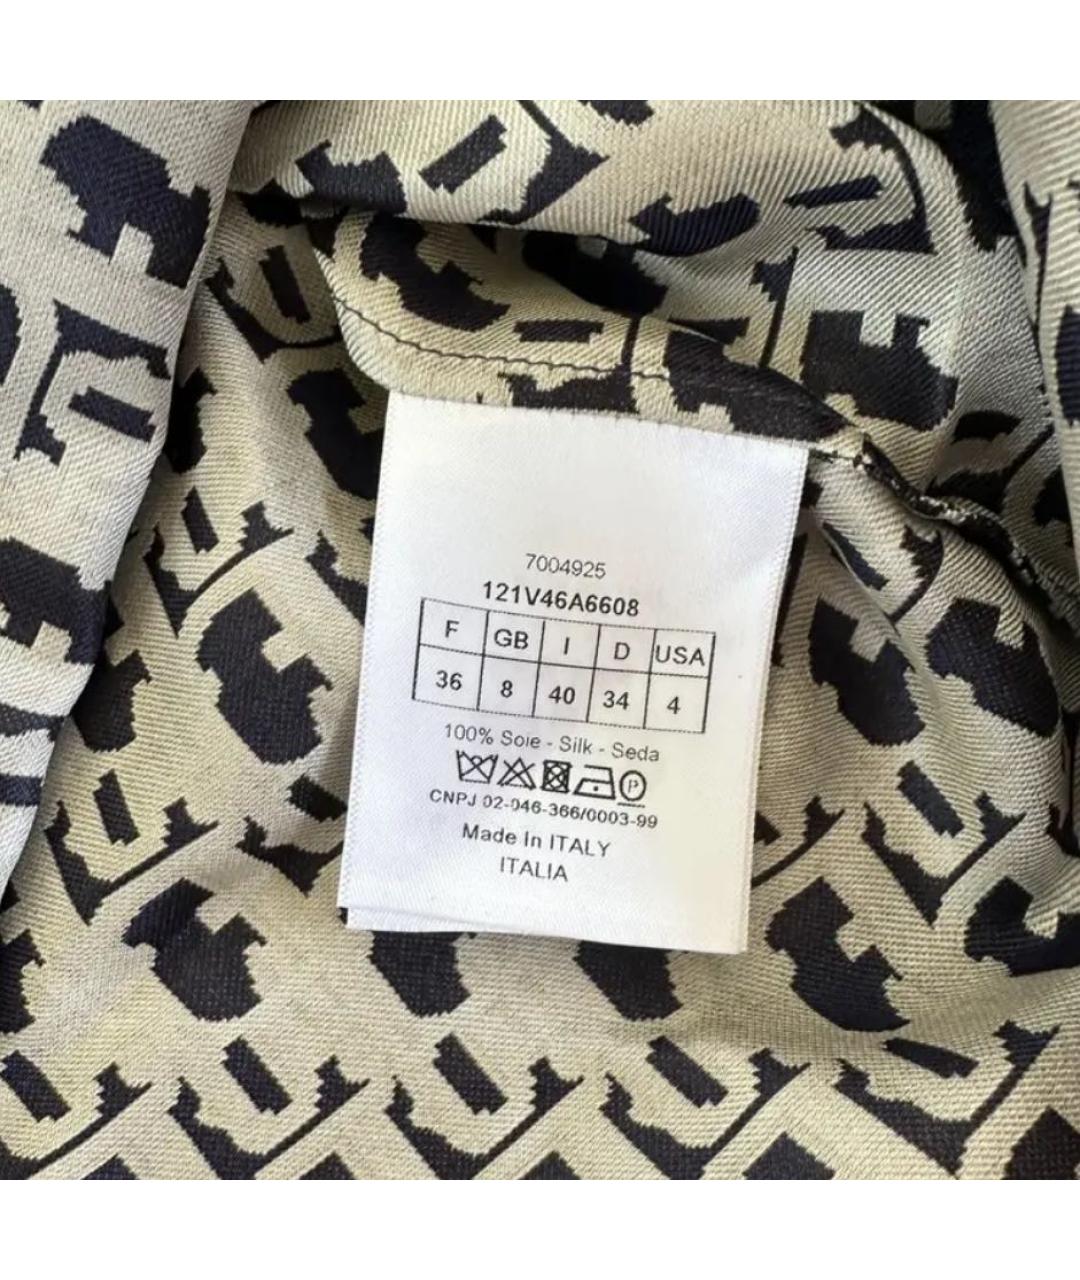 7004925
121V46A6608
F GB I D USA
36 8 40 34 4
100% Soie - Silk - Seda
P
CNPJ 02-046-366/0003-99
Made In ITALY
ITALIA